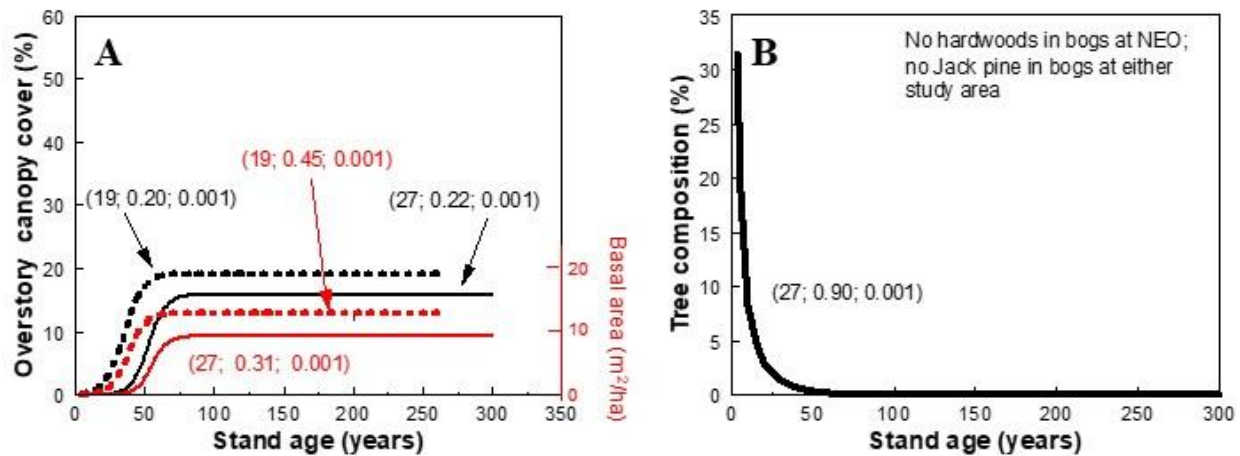 A
Overstory canopy cover (%)
60
50
40
30
20
10
0
(19; 0.45; 0.001)
(19; 0.20; 0.001)
(27; 0.22; 0.001)
(27; 0.31; 0.001)
0 50 100 150 200 250 300 350
Stand age (years)
20
10
0
Basal area (m²/ha)
B
No hardwoods in bogs at NEO;
no Jack pine in bogs at either
study area
Tree composition (%)
35
30
25
20
15
10
5
0
(27; 0.90; 0.001)
0 50 100 150 200 250 300
Stand age (years)